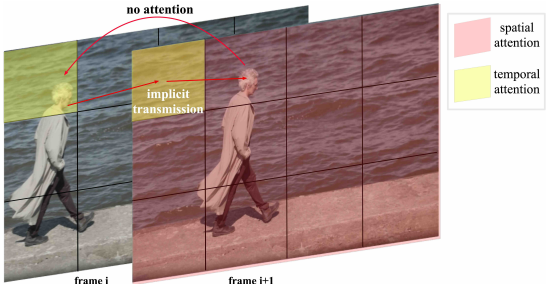 no attention
implicit
transmission
spatial
attention
temporal
attention
frame i
frame i+1